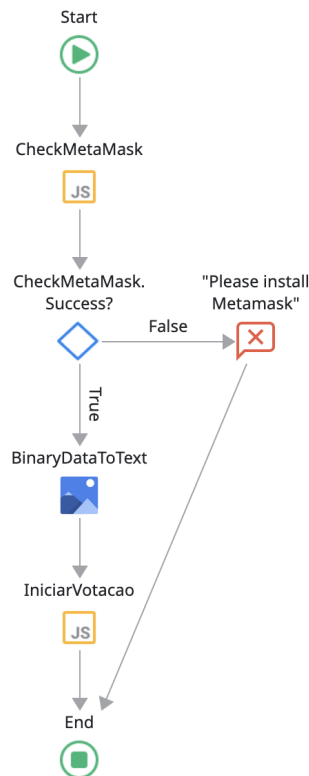 Start
CheckMetaMask
JS
CheckMetaMask.
Success?
"Please install
Metamask"
False
True
BinaryDataToText
IniciarVotacao
JS
End